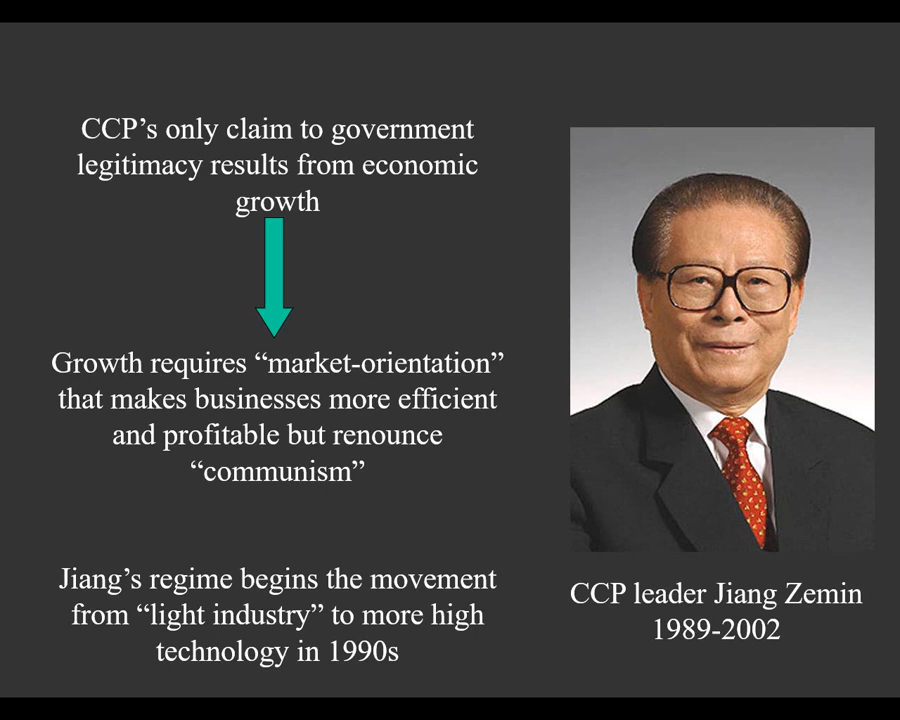 CCP’s only claim to government
legitimacy results from economic
growth
Growth requires “market-orientation”
that makes businesses more efficient
and profitable but renounce
“communism”
Jiang’s regime begins the movement
from “light industry” to more high
technology in 1990s
CCP leader Jiang Zemin
1989-2002